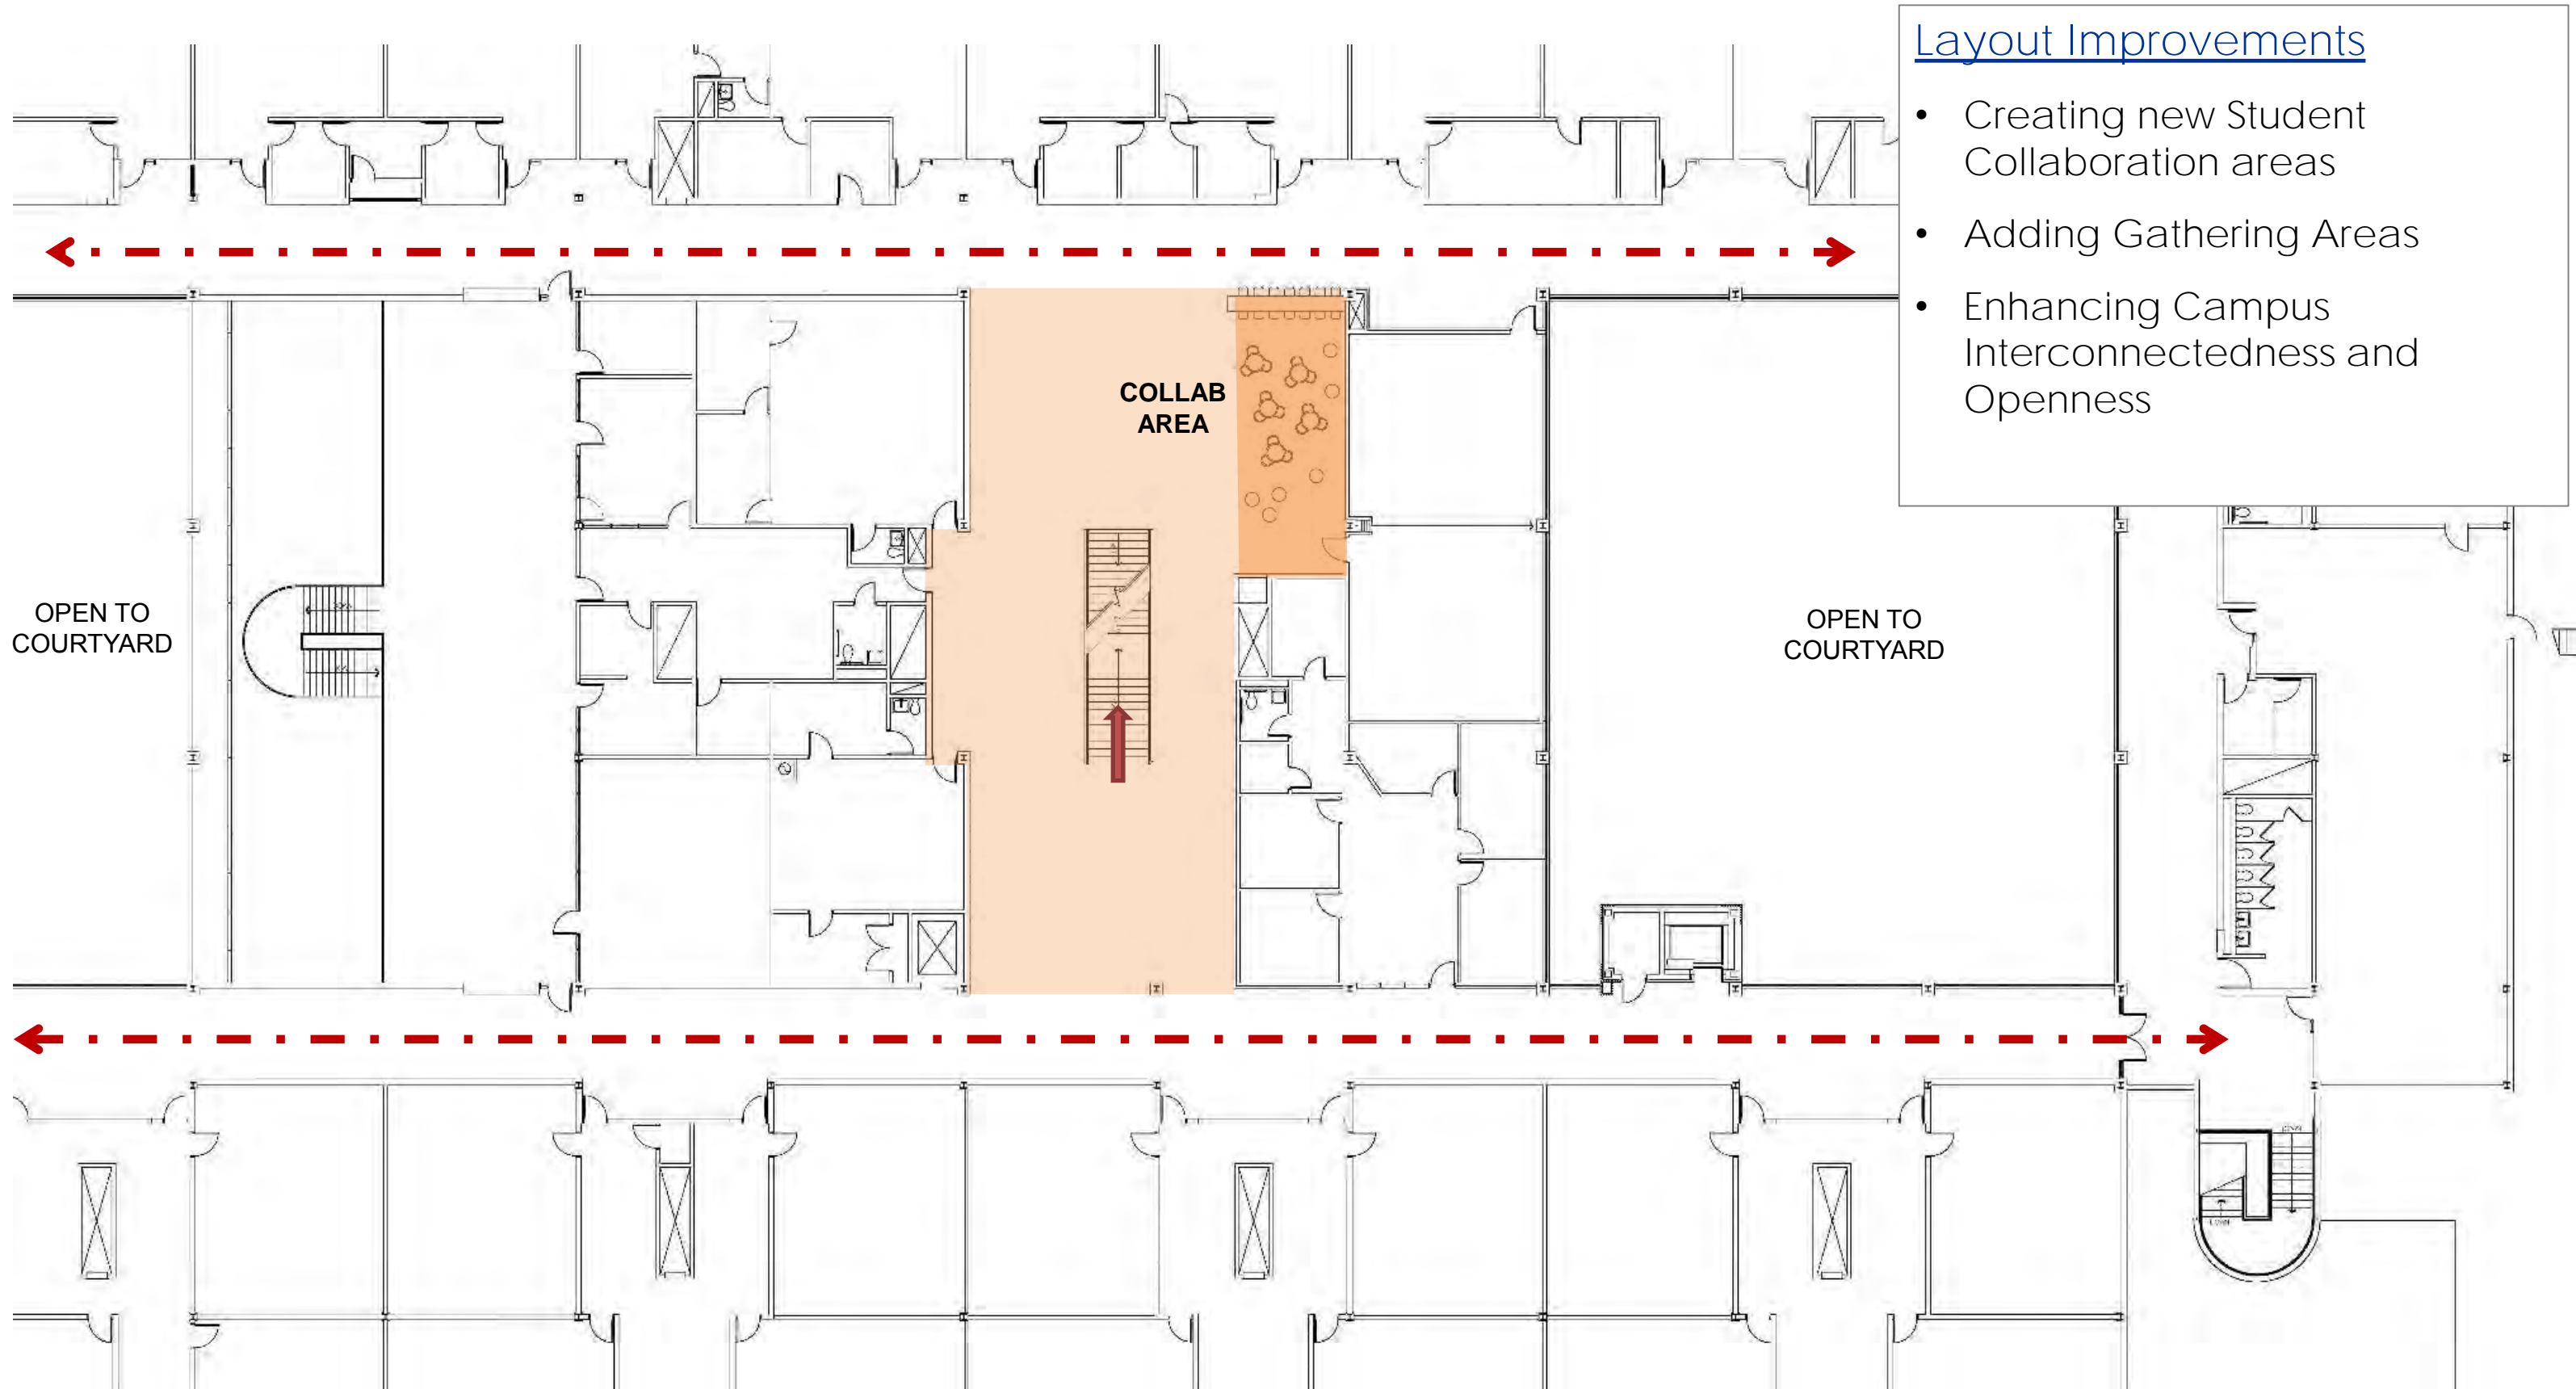 Layout Improvements
• Creating new Student
Collaboration areas
• Adding Gathering Areas
• Enhancing Campus
Interconnectedness and
Openness
COLLAB
AREA
OPEN TO
COURTYARD
OPEN TO
COURTYARD